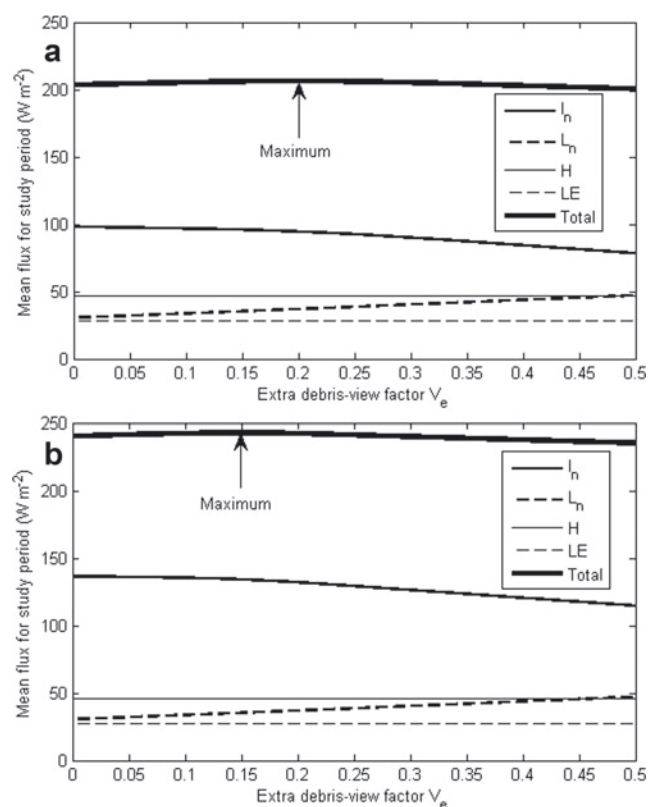 a
250
200
150
100
50
0
Mean flux for study period (W m⁻²)
Maximum
Iₙ
Lₙ
H
LE
Total
0 0.05 0.1 0.15 0.2 0.25 0.3 0.35 0.4 0.45 0.5
Extra debris-view factor Vₑ
b
250
200
150
100
50
0
Mean flux for study period (W m⁻²)
Maximum
Iₙ
Lₙ
H
LE
Total
0 0.05 0.1 0.15 0.2 0.25 0.3 0.35 0.4 0.45 0.5
Extra debris-view factor Vₑ